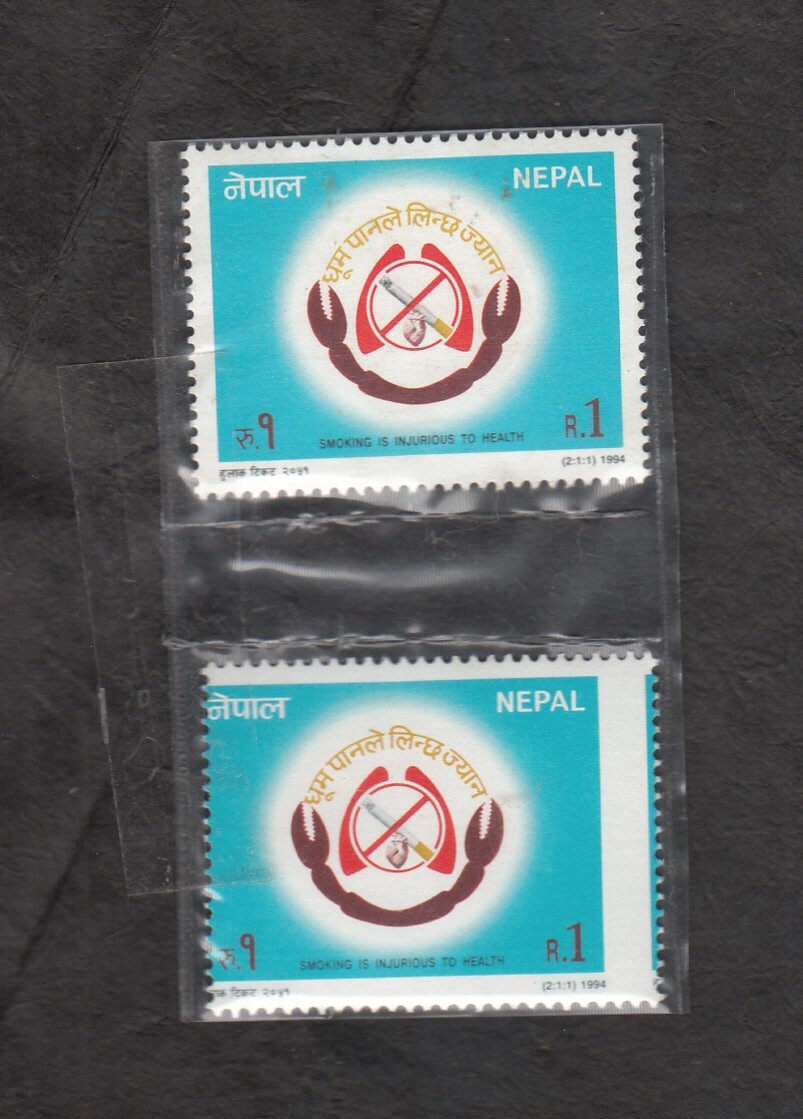 नेपाल NEPAL
धूम पानले लिन्छ ज्यान
रु.१ SMOKING IS INJURIOUS TO HEALTH R.1
हुलाक टिकट २०५१ (2:1:1) 1994
नेपाल NEPAL
धूम पानले लिन्छ ज्यान
रु.१ SMOKING IS INJURIOUS TO HEALTH R.1
टिकट २०५१ (2:1:1) 1994